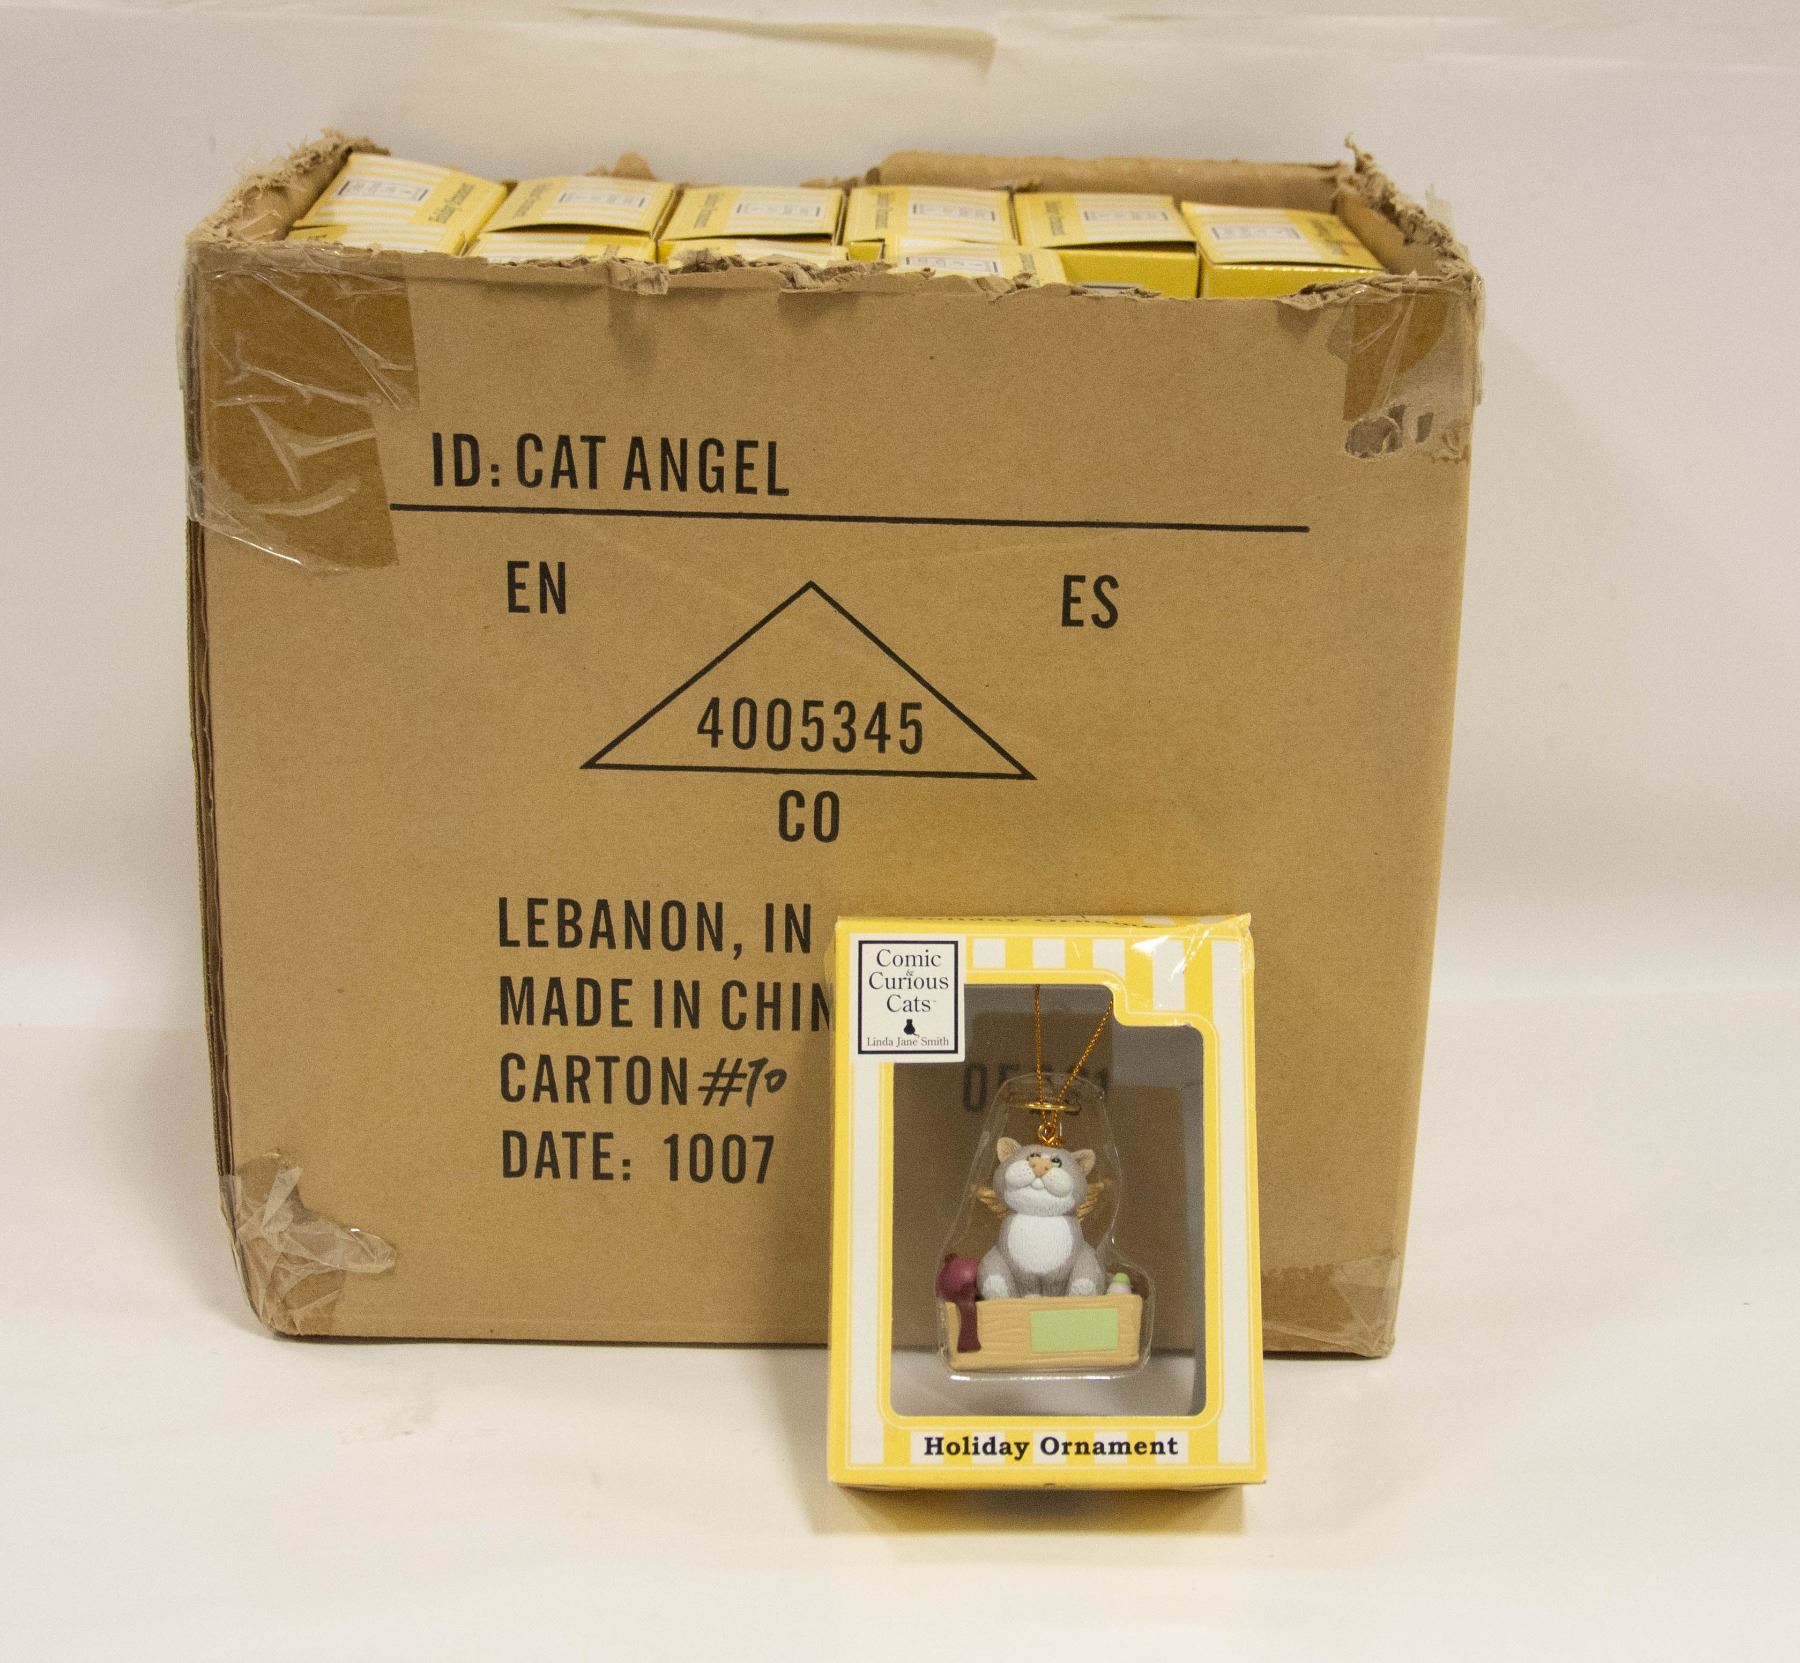 ID: CAT ANGEL
EN
ES
4005345
CO
LEBANON, IN
MADE IN CHIN
CARTON #10
DATE: 1007
Comic
&
Curious
Cats
Linda Jane Smith
Holiday Ornament